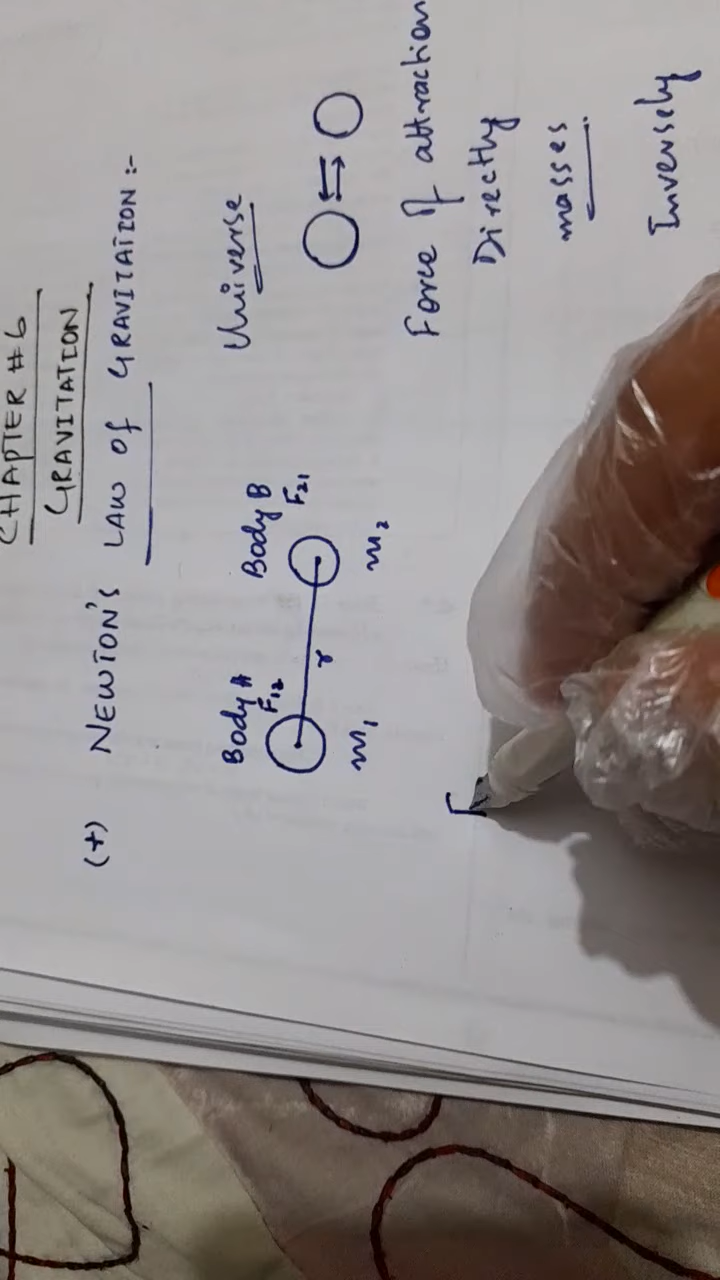 CHAPTER # 6
GRAVITATION
(+) NEWTON'S LAW of GRAVITATION :-
Body A
Body B
F12
F21
r
m1
m2
Universe
Force of attraction
Directly
masses
Inversely